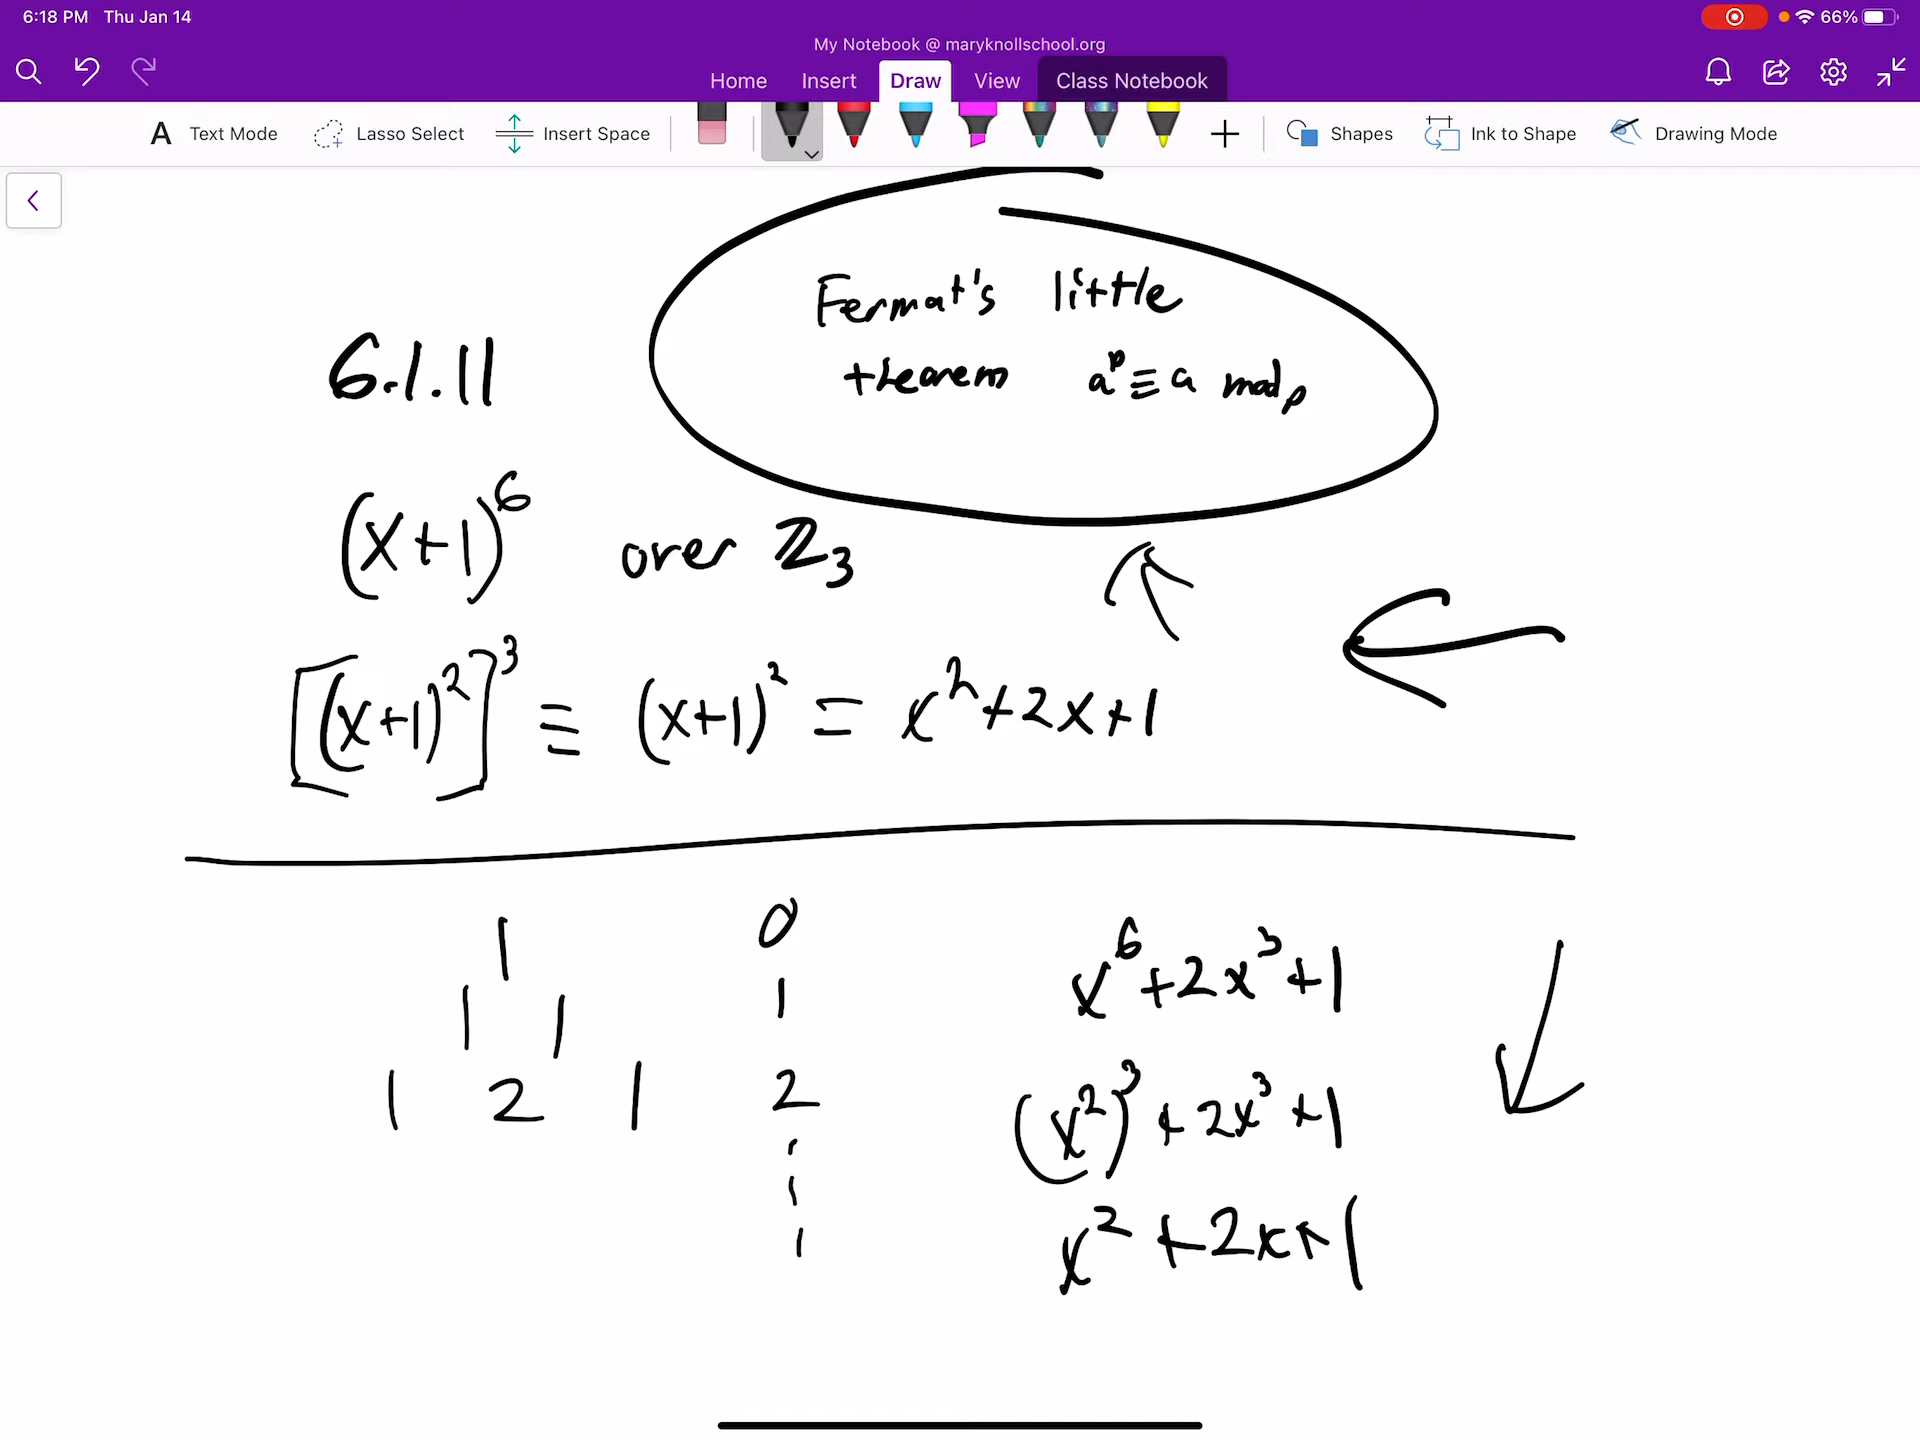 6:18 PM Thu Jan 14
66%
My Notebook @ maryknollschool.org
Home Insert Draw View Class Notebook
Text Mode Lasso Select Insert Space Shapes Ink to Shape Drawing Mode
Fermat's little
theorem a^p ≡ a mod p
6.1.11
(x+1)^6 over ℤ₃
[(x+1)^2]^3 ≡ (x+1)^2 = x^2+2x+1
1 0 x^6+2x^3+1
1 1 1
1 2 1 2 (x^2)^3+2x^3+1
x^2+2x+1